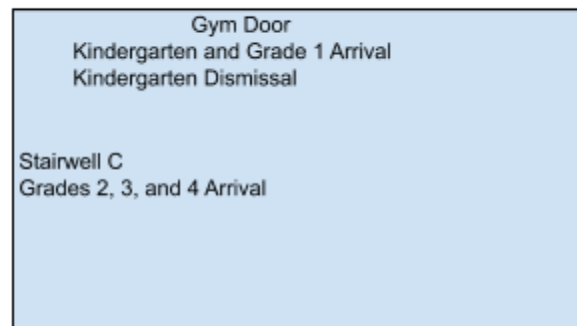 Gym Door
Kindergarten and Grade 1 Arrival
Kindergarten Dismissal
Stairwell C
Grades 2, 3, and 4 Arrival